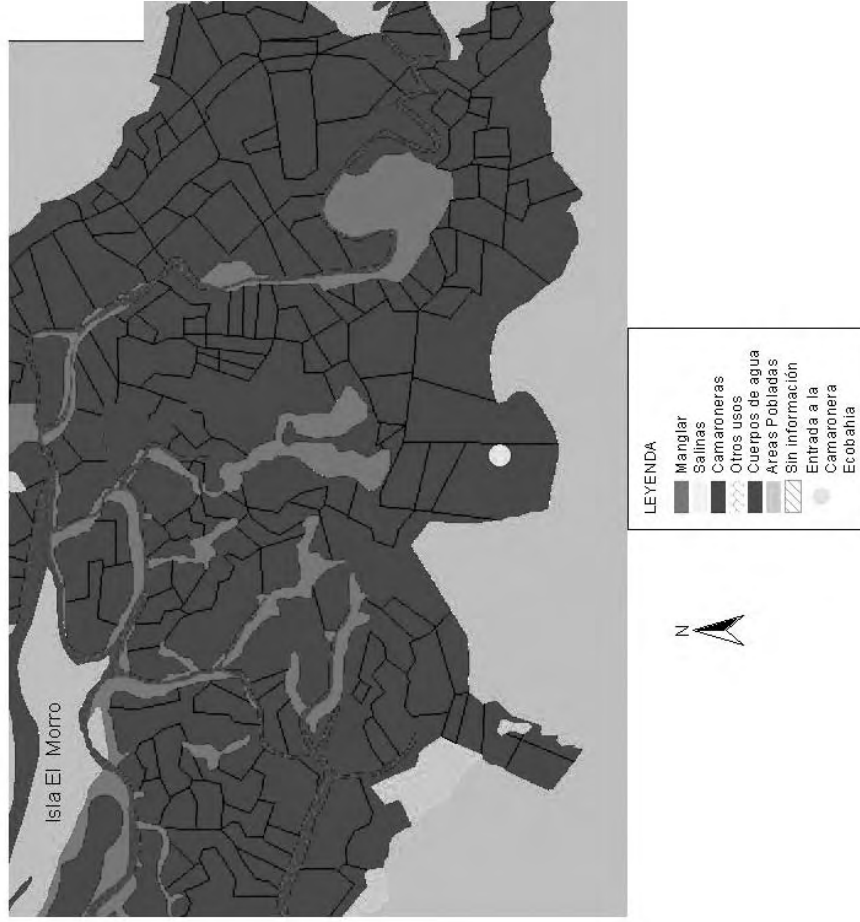 Isla El Morro
N
LEYENDA
Manglar
Salinas
Camaroneras
Otros usos
Cuerpos de agua
Areas Pobladas
Sin información
Entrada a la
Camaronera
Ecobahia